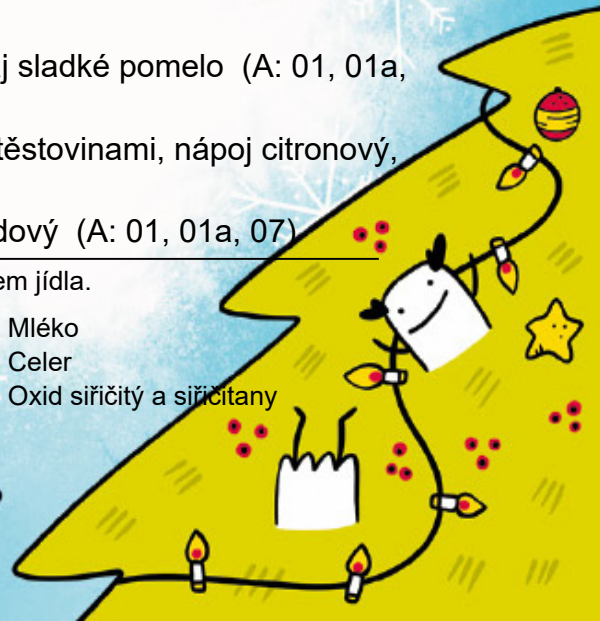 j sladké pomelo (A: 01, 01a,
těstovinami, nápoj citronový,
dový (A: 01, 01a, 07)
em jídla.
Mléko
Celer
Oxid siřičitý a siřičitany